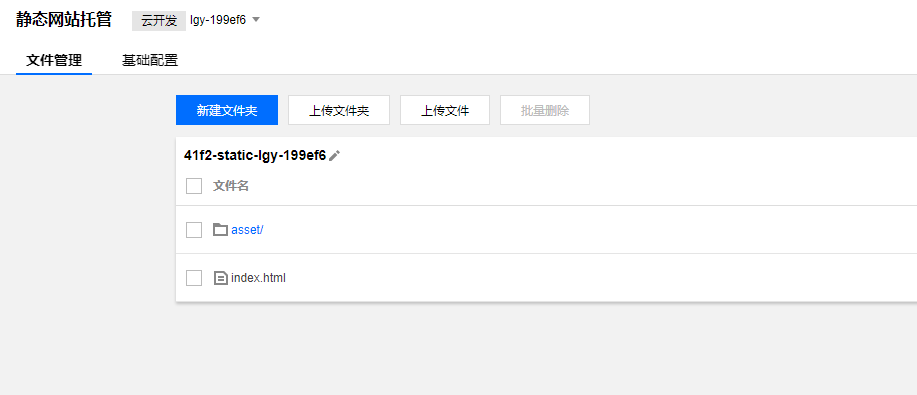 静态网站托管 云开发 lgy-199ef6
文件管理 基础配置
新建文件夹 上传文件夹 上传文件 批量删除
41f2-static-lgy-199ef6
文件名
asset/
index.html